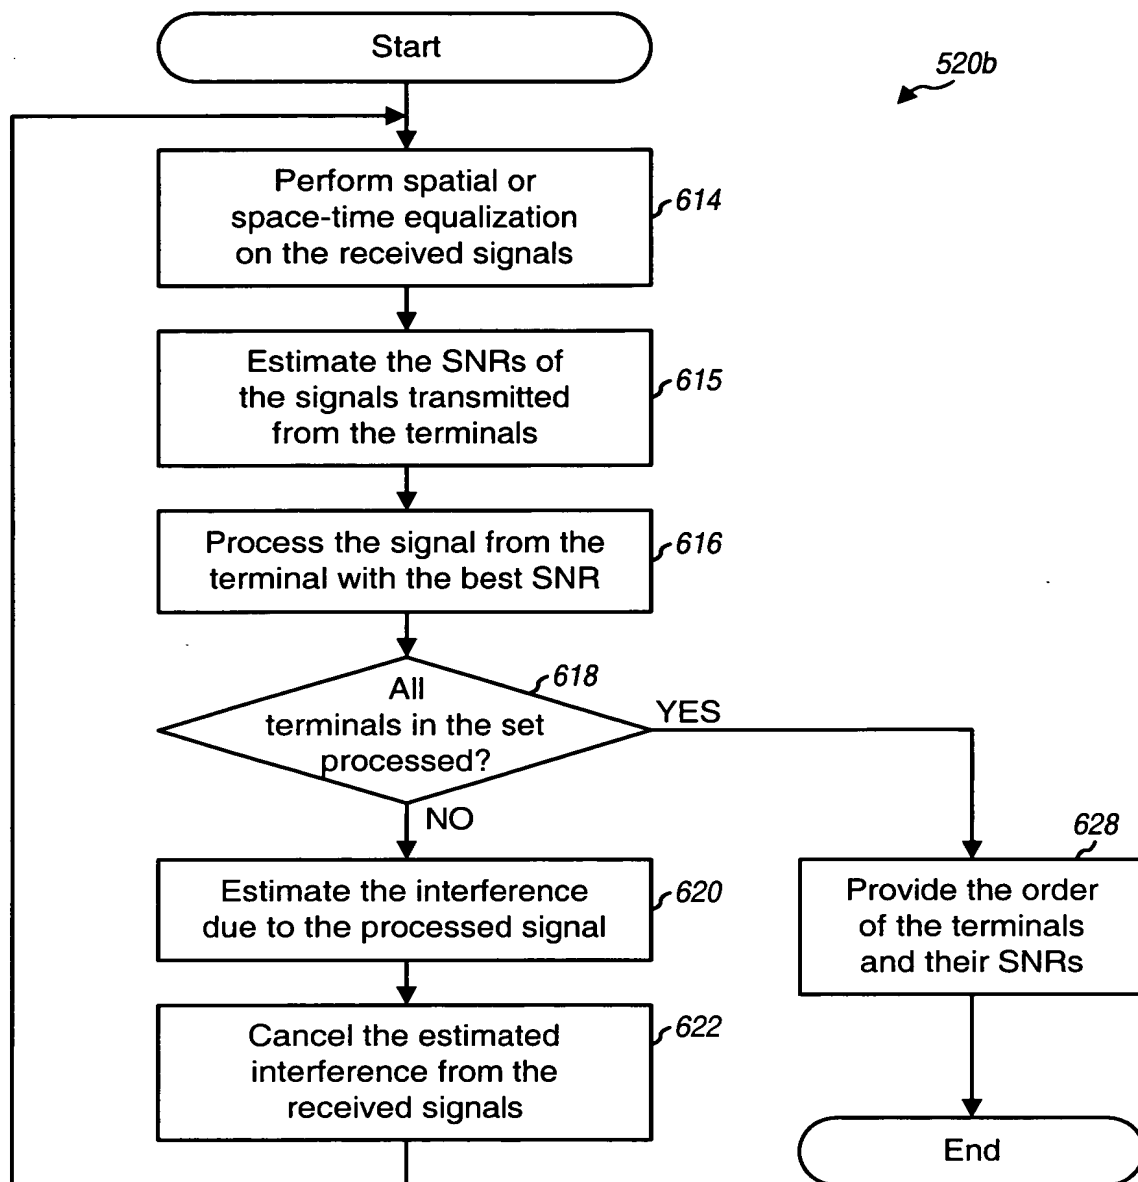 Start
520b
Perform spatial or
space-time equalization
on the received signals
614
Estimate the SNRs of
the signals transmitted
from the terminals
615
Process the signal from the
terminal with the best SNR
616
All
terminals in the set
processed?
618
YES
NO
Estimate the interference
due to the processed signal
620
Cancel the estimated
interference from the
received signals
622
628
Provide the order
of the terminals
and their SNRs
End